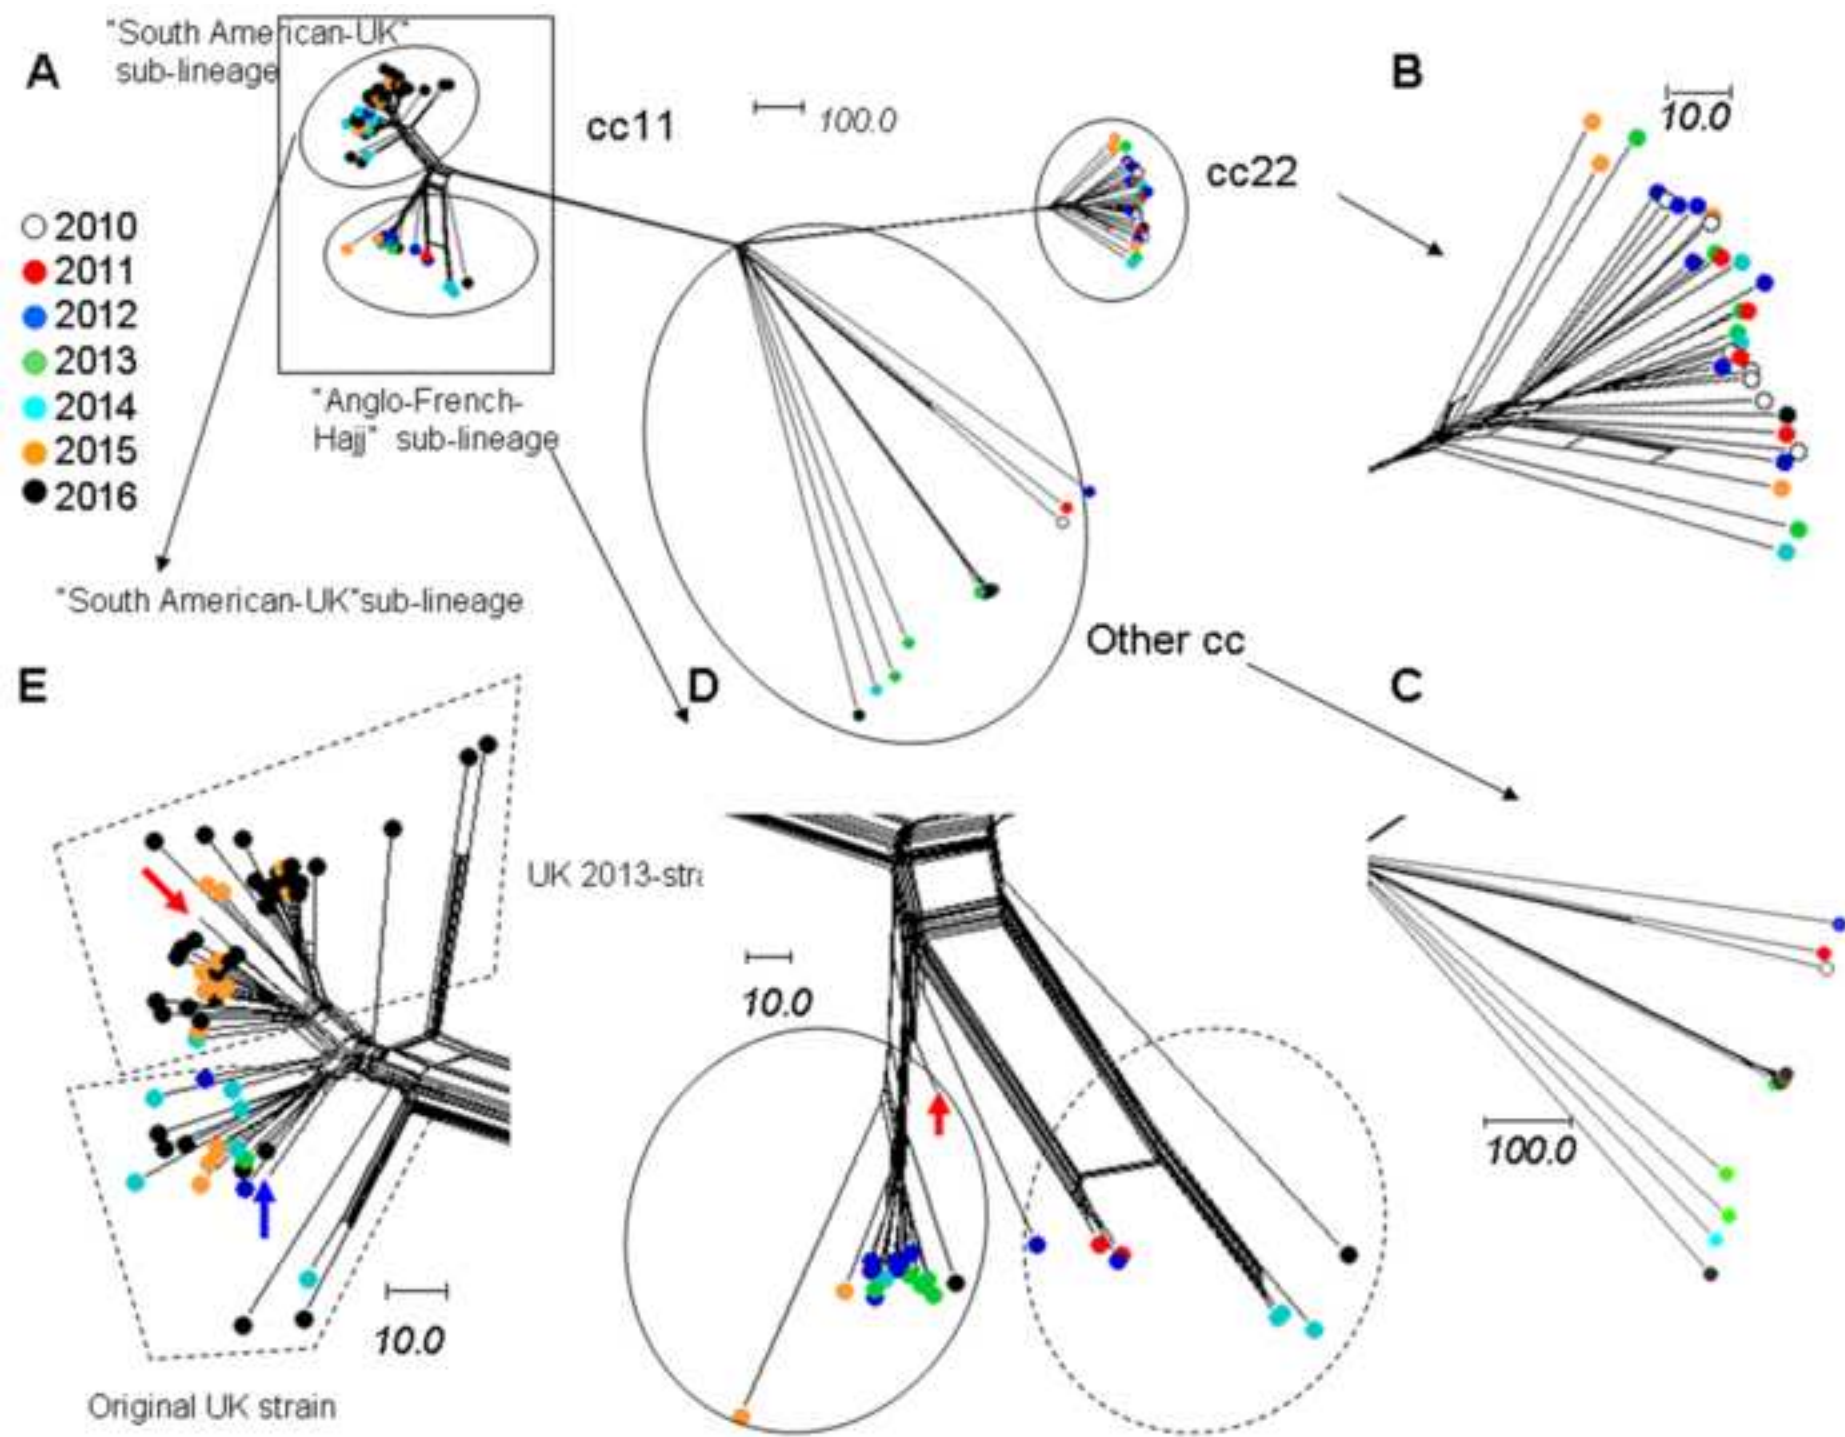 "South American-UK"
sub-lineage
A
B
cc11
100.0
10.0
cc22
2010
2011
2012
2013
2014
2015
2016
"Anglo-French-
Hajj" sub-lineage
"South American-UK"sub-lineage
Other cc
E
D
C
UK 2013-stra
10.0
100.0
10.0
Original UK strain